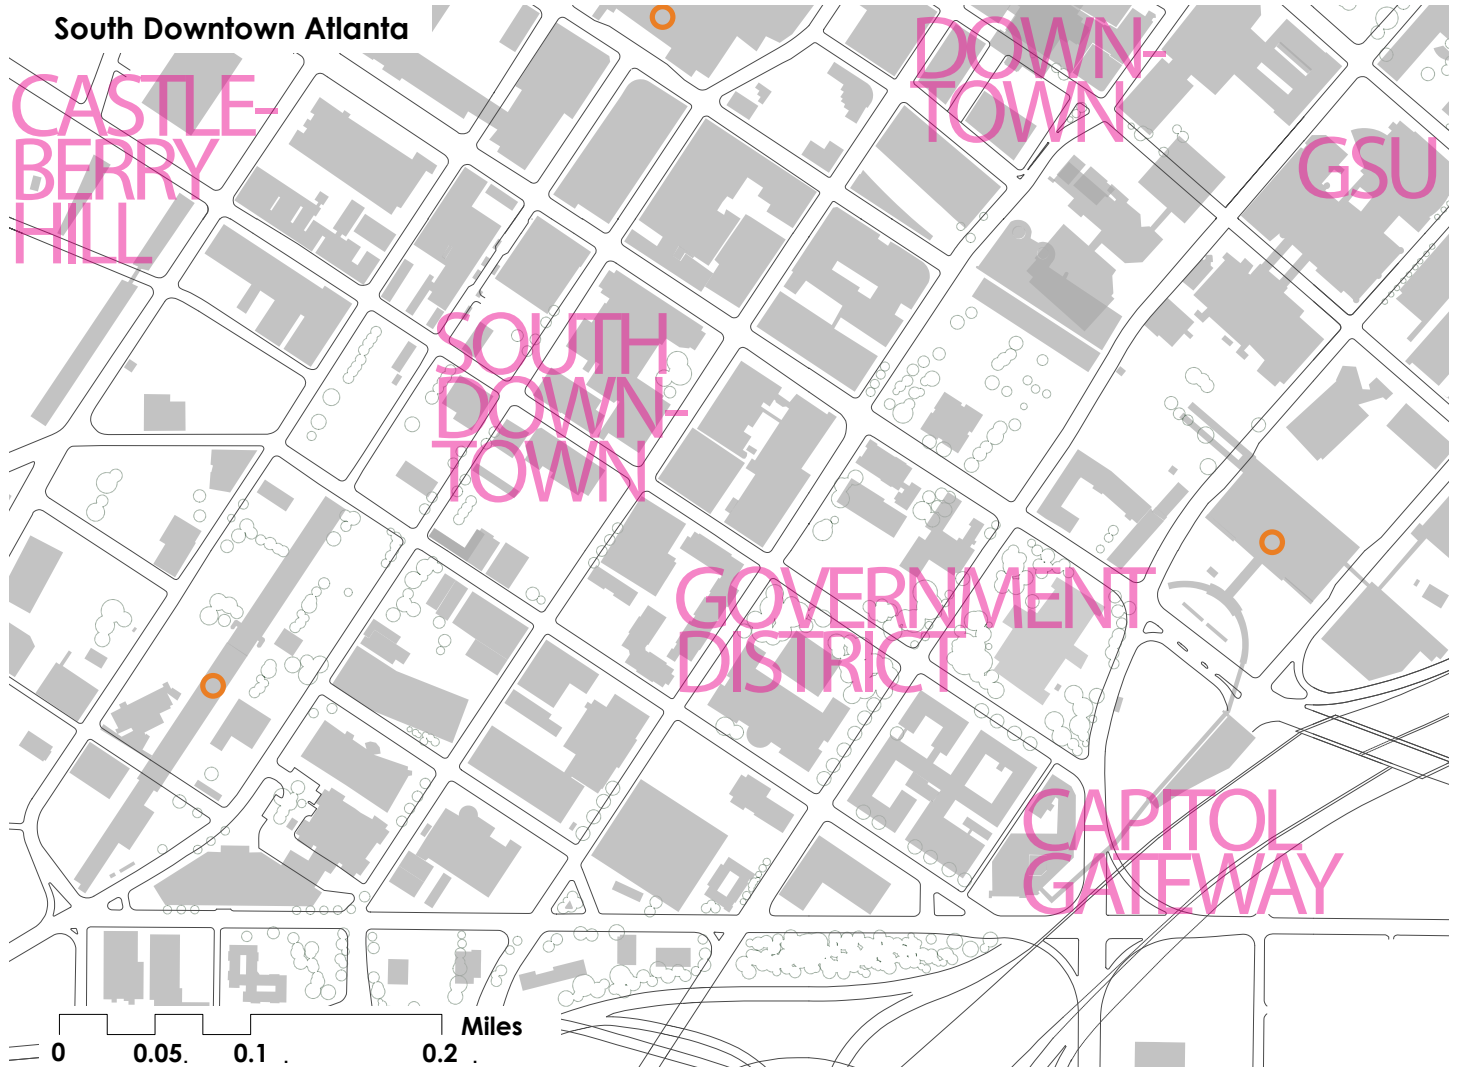 South Downtown Atlanta
DOWN-
TOWN
CASTLE-
BERRY
HILL
GSU
SOUTH
DOWN-
TOWN
GOVERNMENT
DISTRICT
CAPITOL
GATEWAY
Miles
0 0.05. 0.1 . 0.2 .